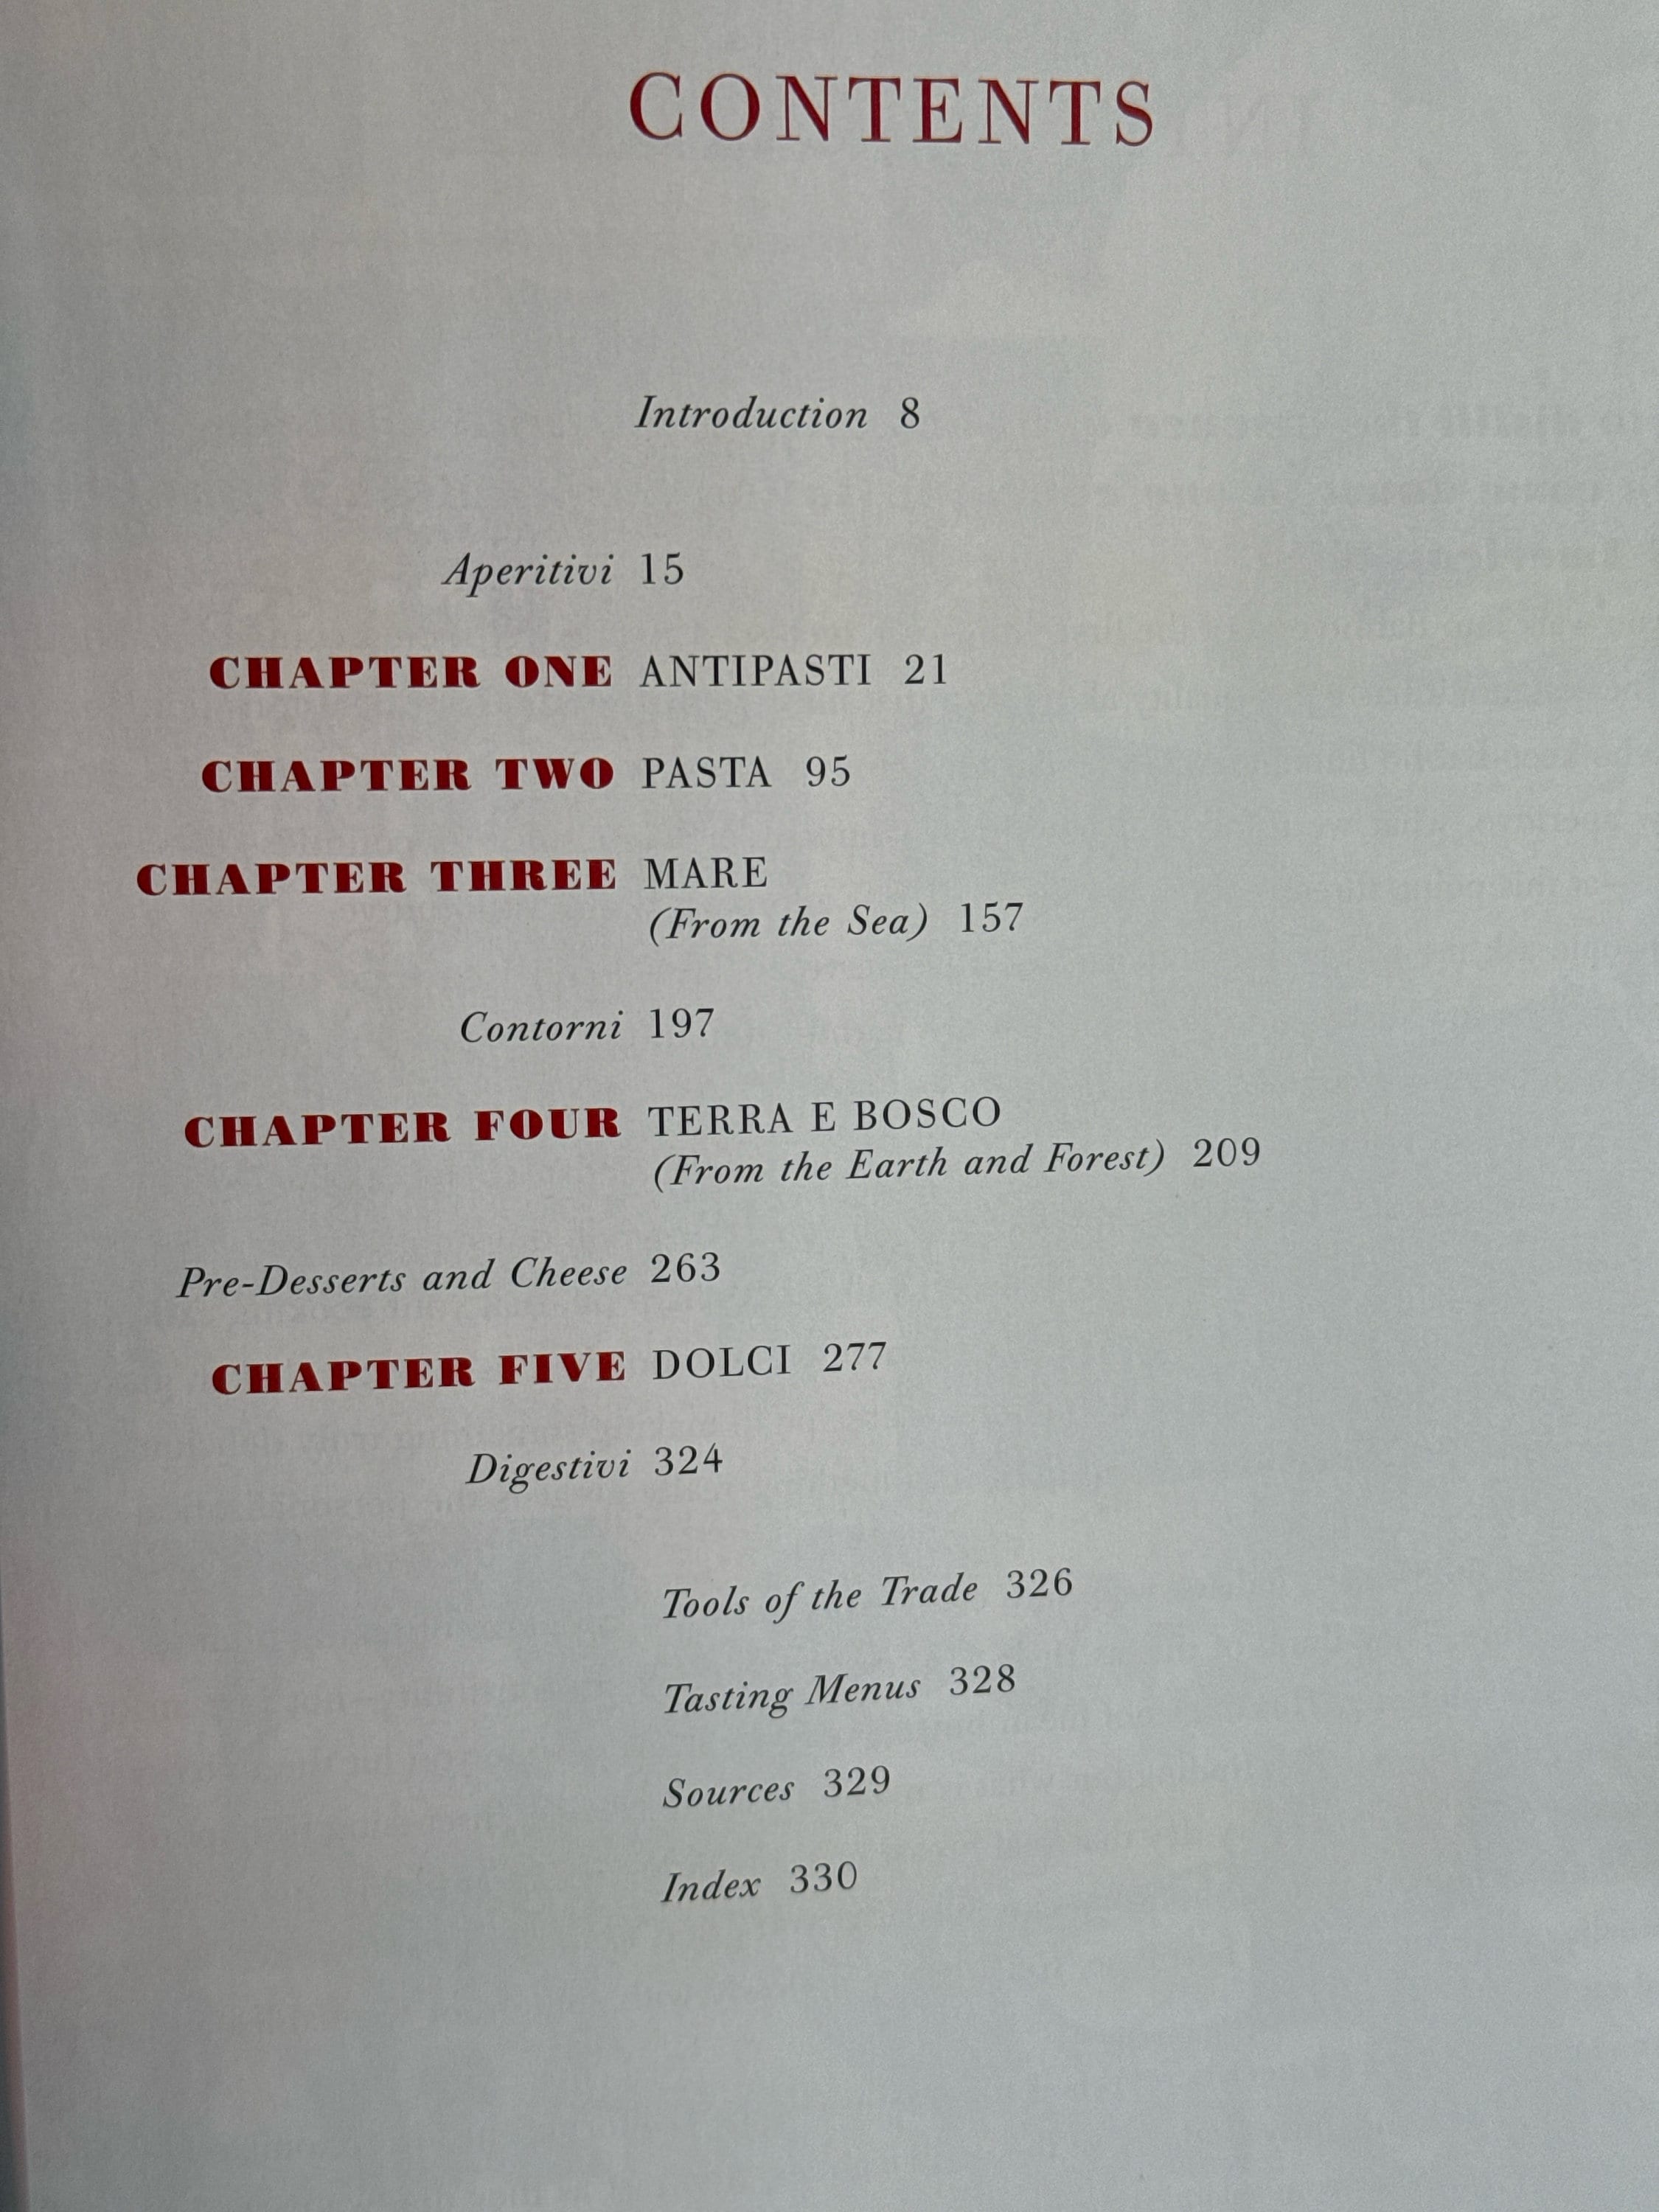 CONTENTS
Introduction 8
Aperitivi 15
CHAPTER ONE ANTIPASTI 21
CHAPTER TWO PASTA 95
CHAPTER THREE MARE
(From the Sea) 157
Contorni 197
CHAPTER FOUR TERRA E BOSCO
(From the Earth and Forest) 209
Pre-Desserts and Cheese 263
CHAPTER FIVE DOLCI 277
Digestivi 324
Tools of the Trade 326
Tasting Menus 328
Sources 329
Index 330